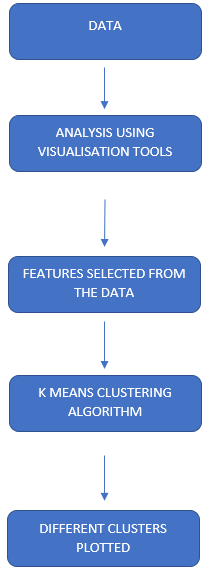 DATA
ANALYSIS USING
VISUALISATION TOOLS
FEATURES SELECTED FROM
THE DATA
K MEANS CLUSTERING
ALGORITHM
DIFFERENT CLUSTERS
PLOTTED